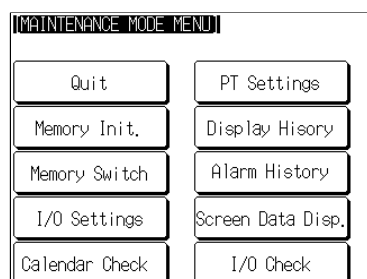 [MAINTENANCE MODE MENU]
Quit
PT Settings
Memory Init.
Display Hisory
Memory Switch
Alarm History
I/O Settings
Screen Data Disp.
Calendar Check
I/O Check